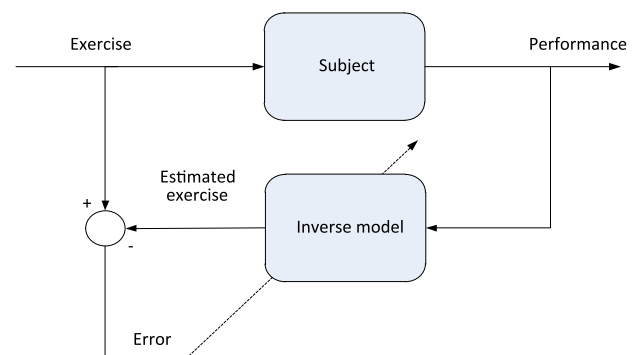 Exercise
Subject
Performance
Estimated
exercise
+
Inverse model
-
Error